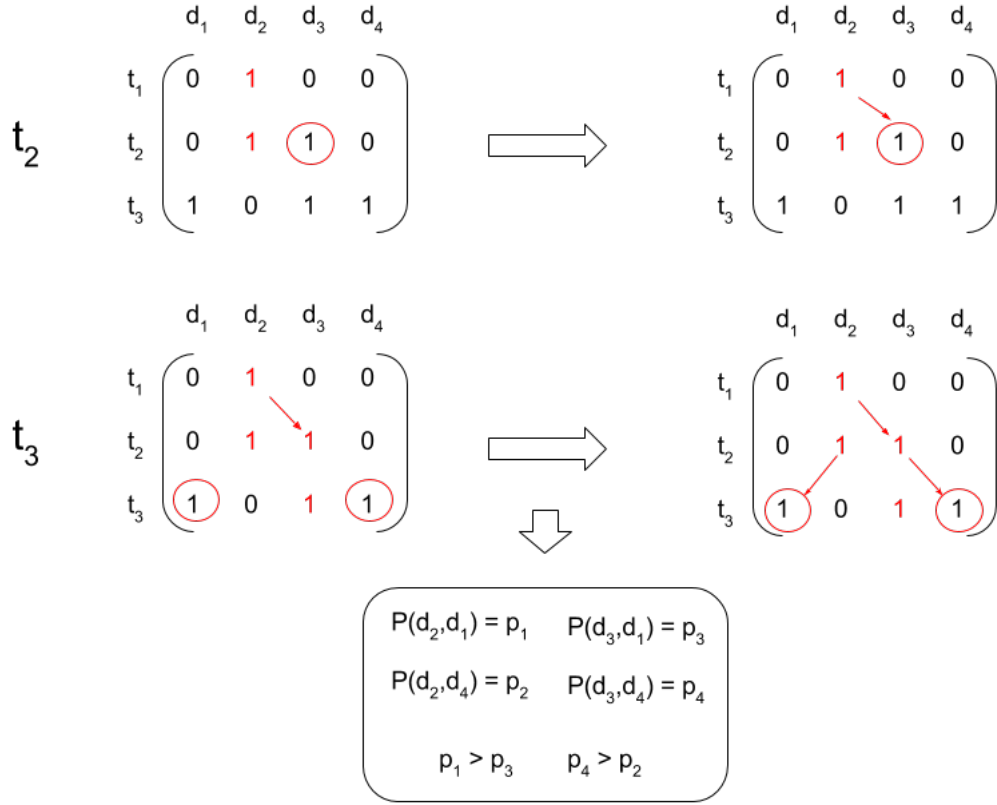 d₁ d₂ d₃ d₄ d₁ d₂ d₃ d₄
t₁ 0 1 0 0 t₁ 0 1 0 0
t₂ t₂ 0 1 1 0 t₂ 0 1 1 0
t₃ 1 0 1 1 t₃ 1 0 1 1
d₁ d₂ d₃ d₄ d₁ d₂ d₃ d₄
t₁ 0 1 0 0 t₁ 0 1 0 0
t₃ t₂ 0 1 1 0 t₂ 0 1 1 0
t₃ 1 0 1 1 t₃ 1 0 1 1
P(d₂,d₁) = p₁ P(d₃,d₁) = p₃
P(d₂,d₄) = p₂ P(d₃,d₄) = p₄
p₁ > p₃ p₄ > p₂